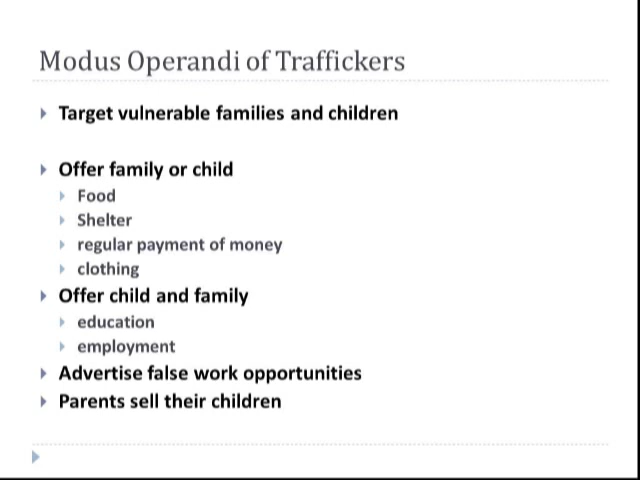 Modus Operandi of Traffickers
Target vulnerable families and children
Offer family or child
Food
Shelter
regular payment of money
clothing
Offer child and family
education
employment
Advertise false work opportunities
Parents sell their children